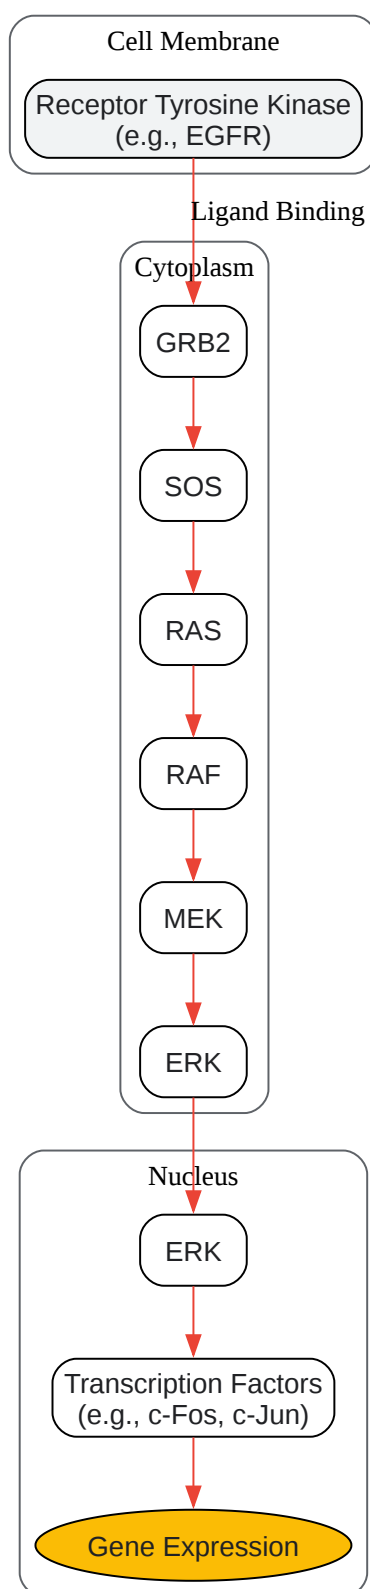 Cell Membrane
Receptor Tyrosine Kinase
(e.g., EGFR)
Ligand Binding
Cytoplasm
GRB2
SOS
RAS
RAF
MEK
ERK
Nucleus
ERK
Transcription Factors
(e.g., c-Fos, c-Jun)
Gene Expression